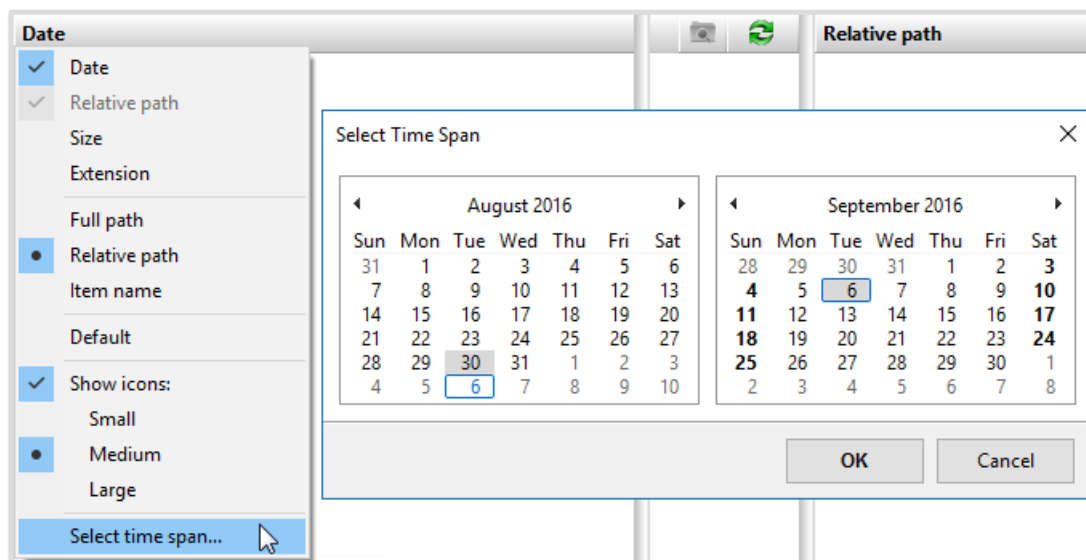 Date
Relative path
Date
Relative path
Size
Extension
Full path
Relative path
Item name
Default
Show icons:
Small
Medium
Large
Select time span...
Select Time Span
August 2016
Sun Mon Tue Wed Thu Fri Sat
31 1 2 3 4 5 6
7 8 9 10 11 12 13
14 15 16 17 18 19 20
21 22 23 24 25 26 27
28 29 30 31 1 2 3
4 5 6 7 8 9 10
September 2016
Sun Mon Tue Wed Thu Fri Sat
28 29 30 31 1 2 3
4 5 6 7 8 9 10
11 12 13 14 15 16 17
18 19 20 21 22 23 24
25 26 27 28 29 30 1
2 3 4 5 6 7 8
OK
Cancel